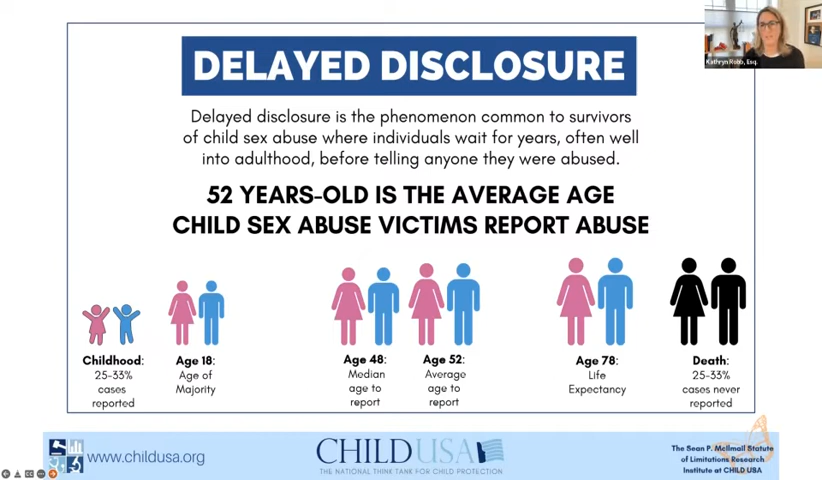 DELAYED DISCLOSURE
Kathryn Robb, Esq.
Delayed disclosure is the phenomenon common to survivors
of child sex abuse where individuals wait for years, often well
into adulthood, before telling anyone they were abused.
52 YEARS-OLD IS THE AVERAGE AGE
CHILD SEX ABUSE VICTIMS REPORT ABUSE
Childhood:
25-33%
cases
reported
Age 18:
Age of
Majority
Age 48:
Median
age to
report
Age 52:
Average
age to
report
Age 78:
Life
Expectancy
Death:
25-33%
cases never
reported
www.childusa.org
CHILDUSA
THE NATIONAL THINK TANK FOR CHILD PROTECTION
The Sean P. McIlmail Statute
of Limitations Research
Institute at CHILD USA